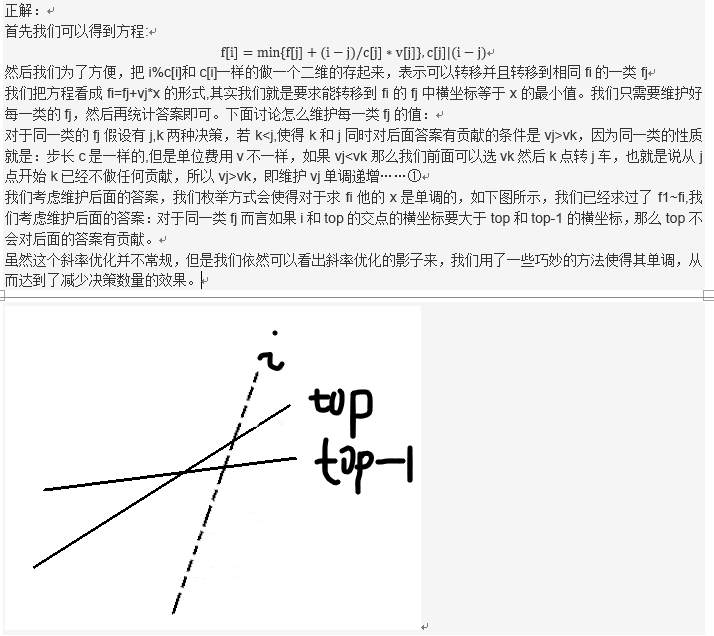 正解：
首先我们可以得到方程:
f[i] = min{f[j] + (i − j)/c[j] ∗ v[j]}, c[j]|(i − j)
然后我们为了方便，把 i%c[i]和 c[i]一样的做一个二维的存起来，表示可以转移并且转移到相同 fi 的一类 fj
我们把方程看成 fi=fj+vj*x 的形式,其实我们就是要求能转移到 fi 的 fj 中横坐标等于 x 的最小值。我们只需要维护好
每一类的 fj，然后再统计答案即可。下面讨论怎么维护每一类 fj 的值：
对于同一类的 fj 假设有 j,k 两种决策，若 k<j,使得 k 和 j 同时对后面答案有贡献的条件是 vj>vk，因为同一类的性质
就是：步长 c 是一样的,但是单位费用 v 不一样，如果 vj<vk 那么我们前面可以选 vk 然后 k 点转 j 车，也就是说从 j
点开始 k 已经不做任何贡献，所以 vj>vk，即维护 vj 单调递增……①
我们考虑维护后面的答案，我们枚举方式会使得对于求 fi 他的 x 是单调的，如下图所示，我们已经求过了 f1~fi,我
们考虑维护后面的答案：对于同一类 fj 而言如果 i 和 top 的交点的横坐标要大于 top 和 top-1 的横坐标，那么 top 不
会对后面的答案有贡献。
虽然这个斜率优化并不常规，但是我们依然可以看出斜率优化的影子来，我们用了一些巧妙的方法使得其单调，从
而达到了减少决策数量的效果。
i
top
top-1